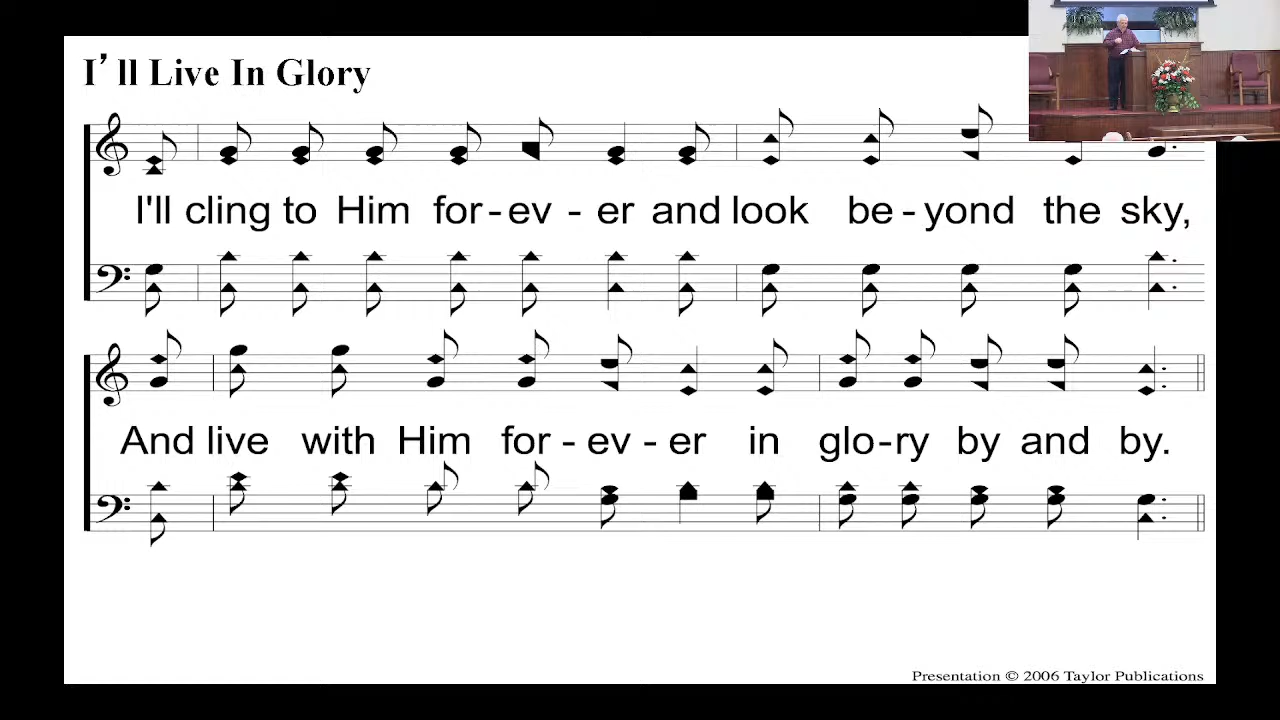 I’ll Live In Glory
I'll cling to Him for-ev - er and look be-yond the sky,
And live with Him for - ev - er in glo-ry by and by.
Presentation © 2006 Taylor Publications